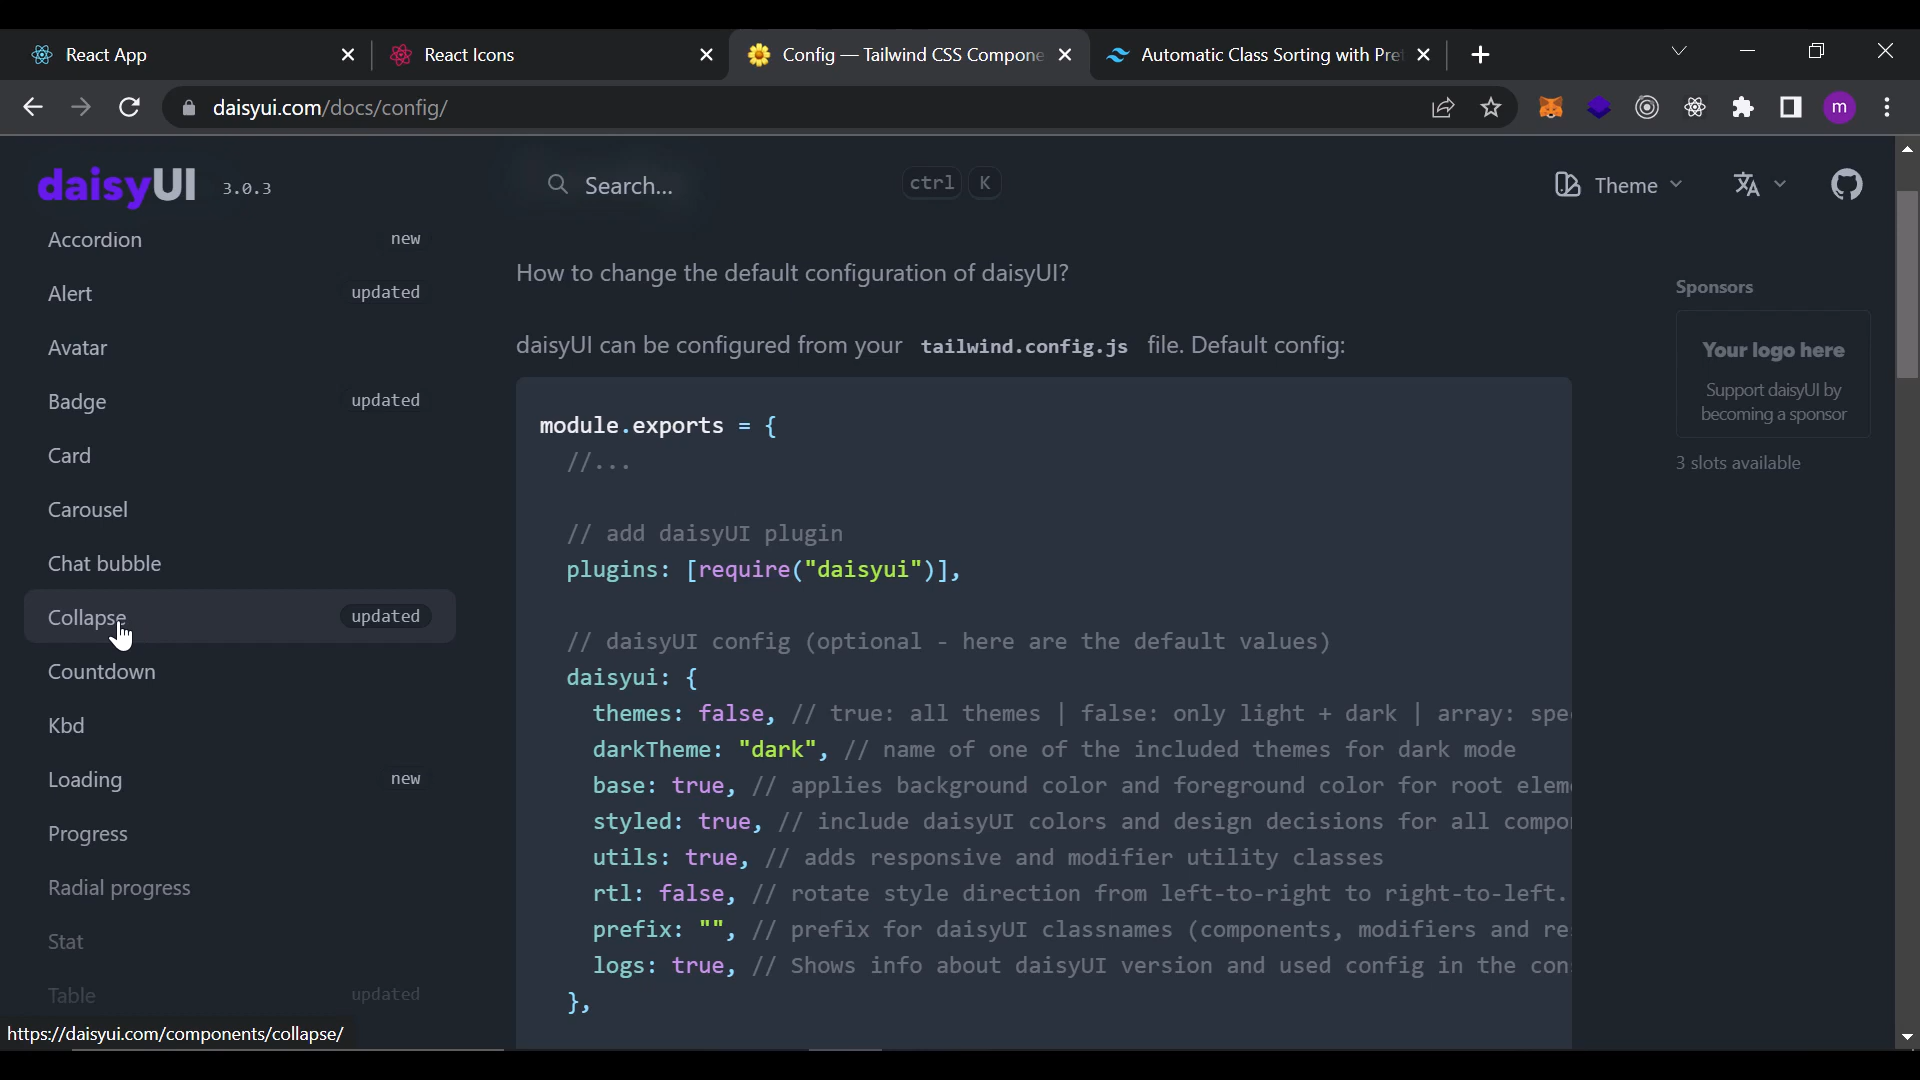 React App
React Icons
Config — Tailwind CSS Compone
Automatic Class Sorting with Pre
daisyui.com/docs/config/
m
daisyUI 3.0.3
Search...
ctrl K
Theme
Accordion new
Alert updated
Avatar
Badge updated
Card
Carousel
Chat bubble
Collapse updated
Countdown
Kbd
Loading new
Progress
Radial progress
Stat
Table updated
https://daisyui.com/components/collapse/
How to change the default configuration of daisyUI?
daisyUI can be configured from your tailwind.config.js file. Default config:
module.exports = {
//...
// add daisyUI plugin
plugins: [require("daisyui")],
// daisyUI config (optional - here are the default values)
daisyui: {
themes: false, // true: all themes | false: only light + dark | array: spe
darkTheme: "dark", // name of one of the included themes for dark mode
base: true, // applies background color and foreground color for root elem
styled: true, // include daisyUI colors and design decisions for all compo
utils: true, // adds responsive and modifier utility classes
rtl: false, // rotate style direction from left-to-right to right-to-left.
prefix: "", // prefix for daisyUI classnames (components, modifiers and re
logs: true, // Shows info about daisyUI version and used config in the con
},
Sponsors
Your logo here
Support daisyUI by
becoming a sponsor
3 slots available